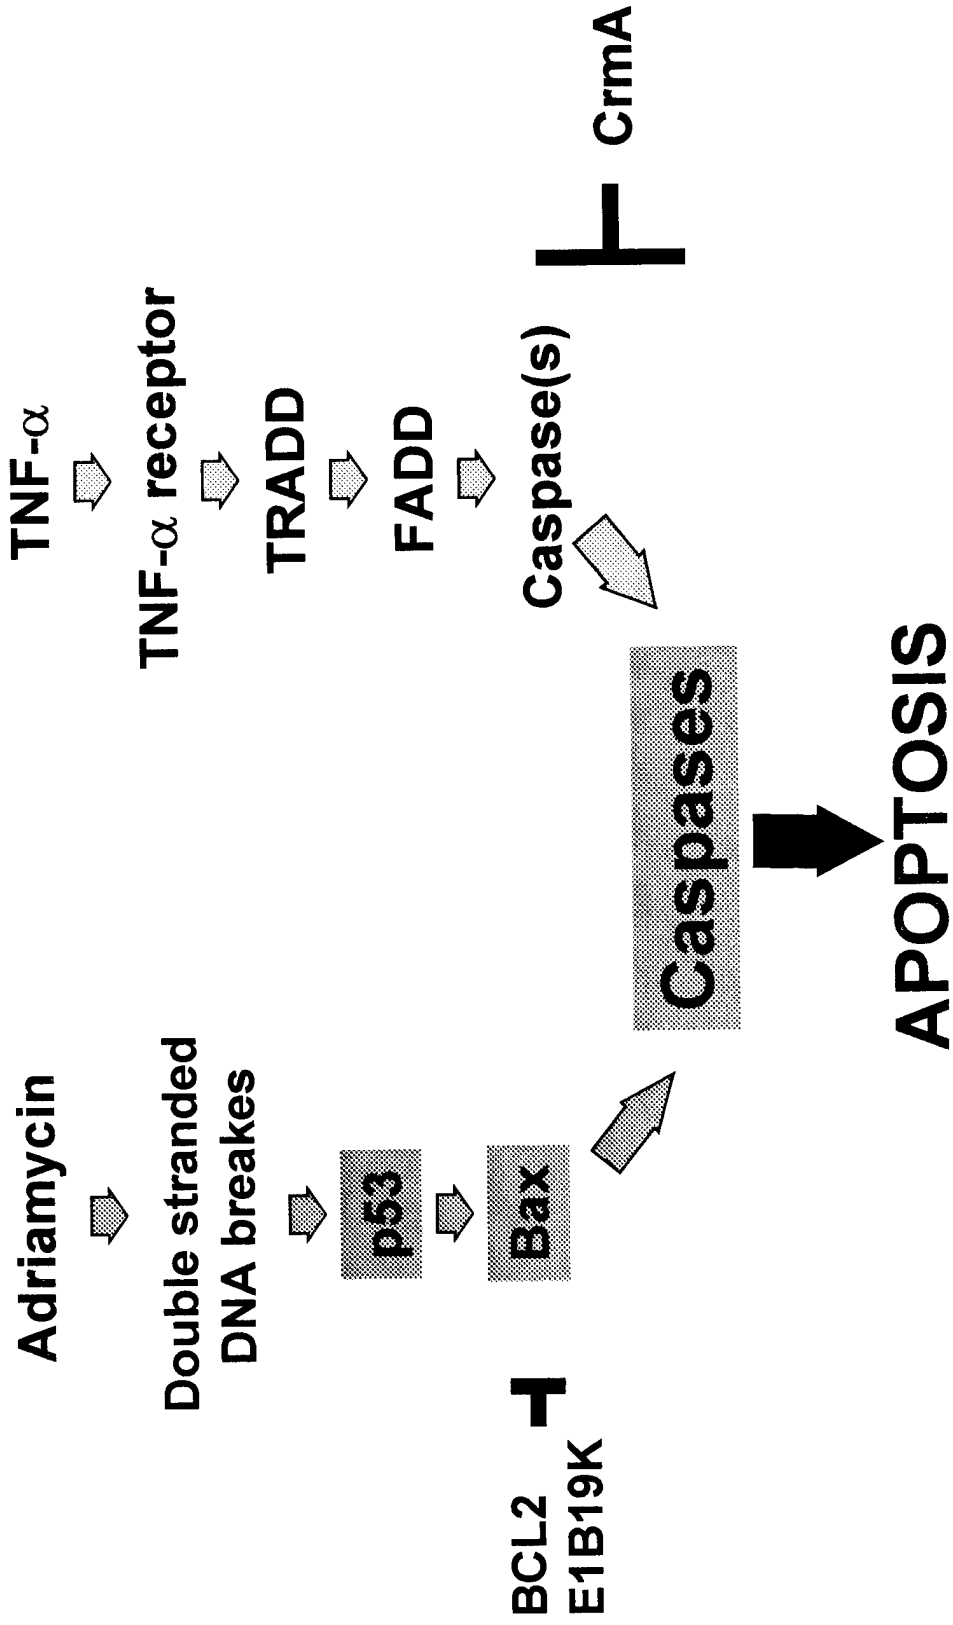 Adriamycin
Double stranded
DNA breakes
p53
Bax
BCL2
E1B19K
TNF-α
TNF-α receptor
TRADD
FADD
Caspase(s)
CrmA
Caspases
APOPTOSIS